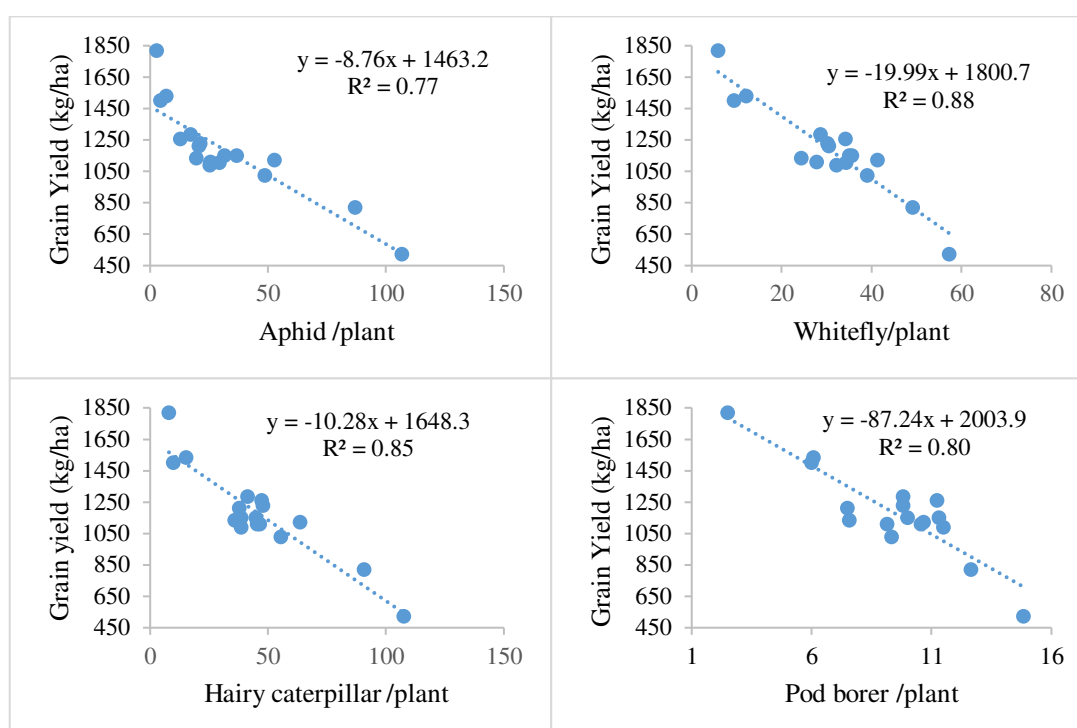 y = -8.76x + 1463.2
R² = 0.77
Grain Yield (kg/ha)
1850
1650
1450
1250
1050
850
650
450
0 50 100 150
Aphid /plant
y = -19.99x + 1800.7
R² = 0.88
Grain Yield (kg/ha)
1850
1650
1450
1250
1050
850
650
450
0 20 40 60 80
Whitefly/plant
y = -10.28x + 1648.3
R² = 0.85
Grain yield (kg/ha)
1850
1650
1450
1250
1050
850
650
450
0 50 100 150
Hairy caterpillar /plant
y = -87.24x + 2003.9
R² = 0.80
Grain Yield (kg/ha)
1850
1650
1450
1250
1050
850
650
450
1 6 11 16
Pod borer /plant